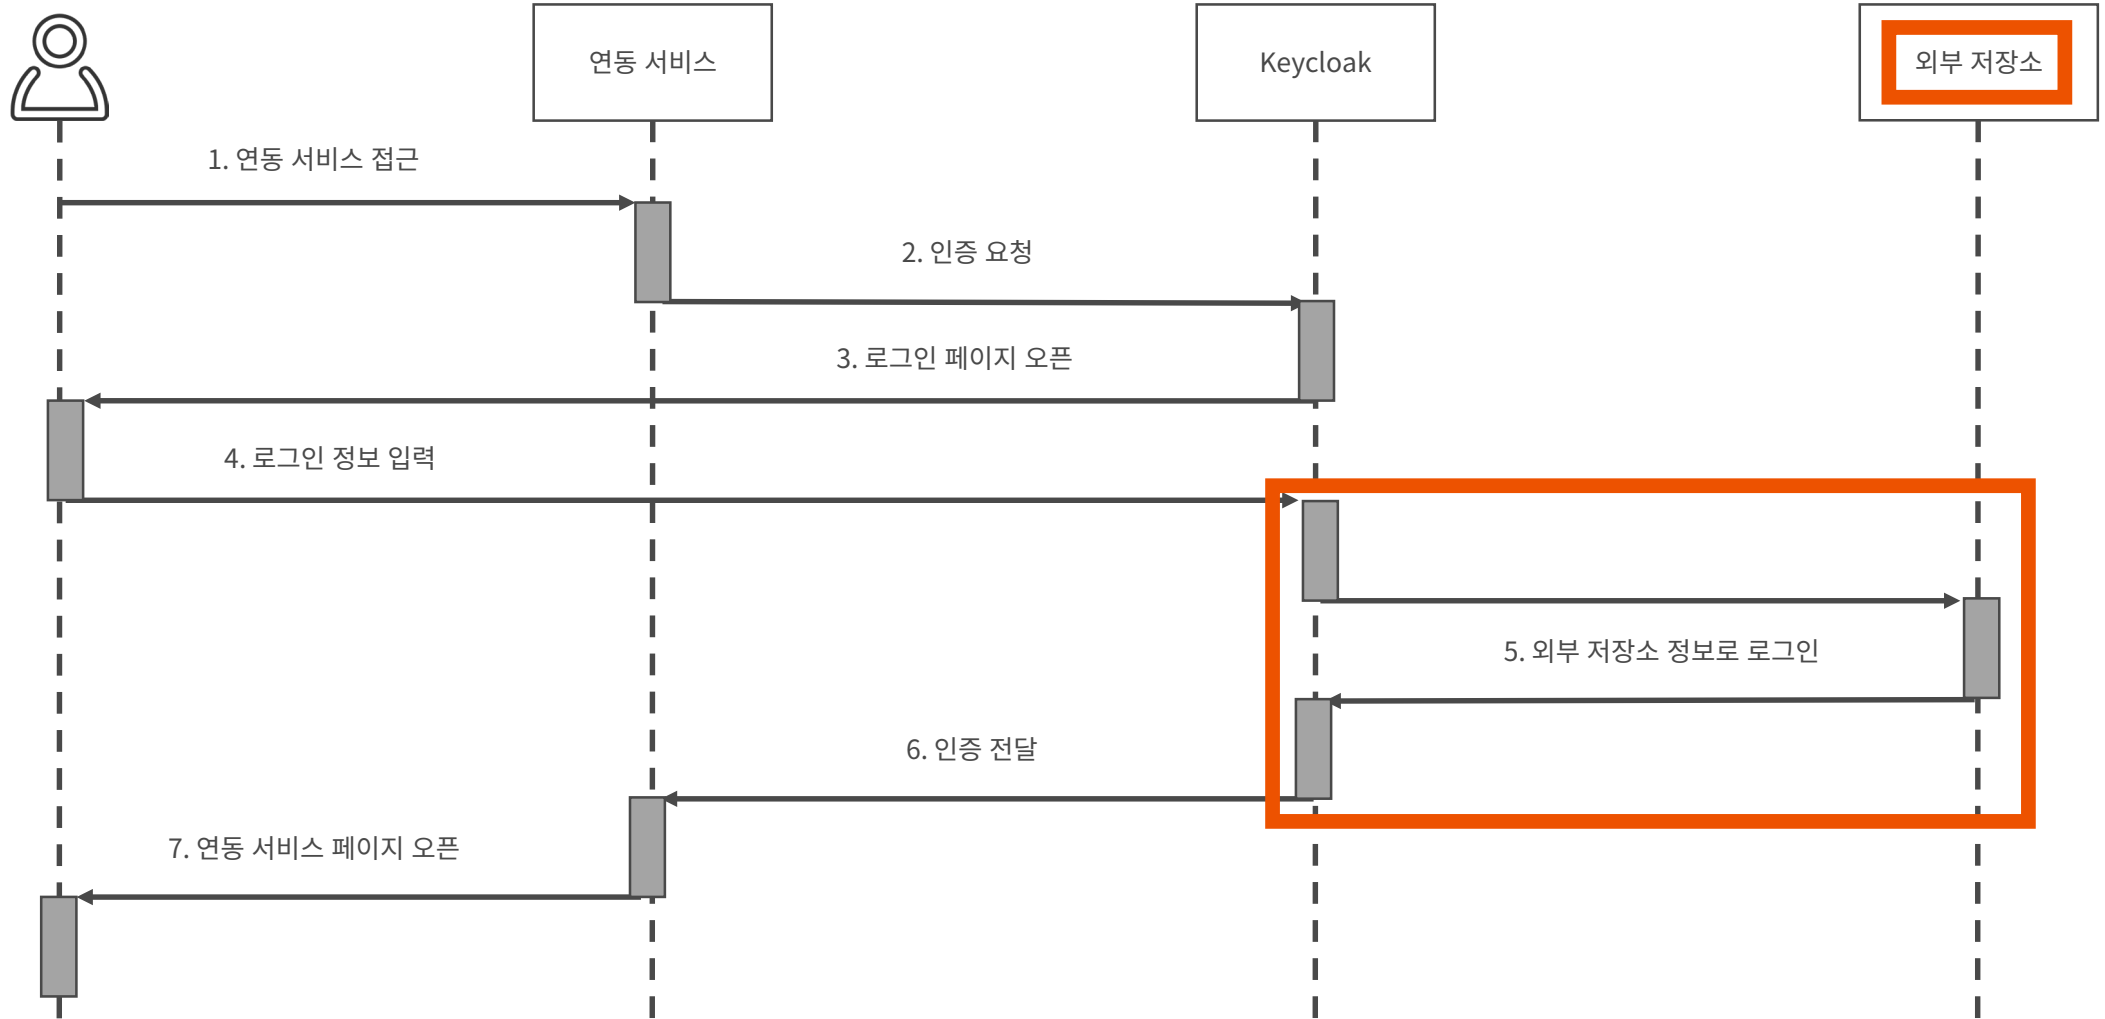 연동 서비스
Keycloak
외부 저장소
1. 연동 서비스 접근
2. 인증 요청
3. 로그인 페이지 오픈
4. 로그인 정보 입력
5. 외부 저장소 정보로 로그인
6. 인증 전달
7. 연동 서비스 페이지 오픈